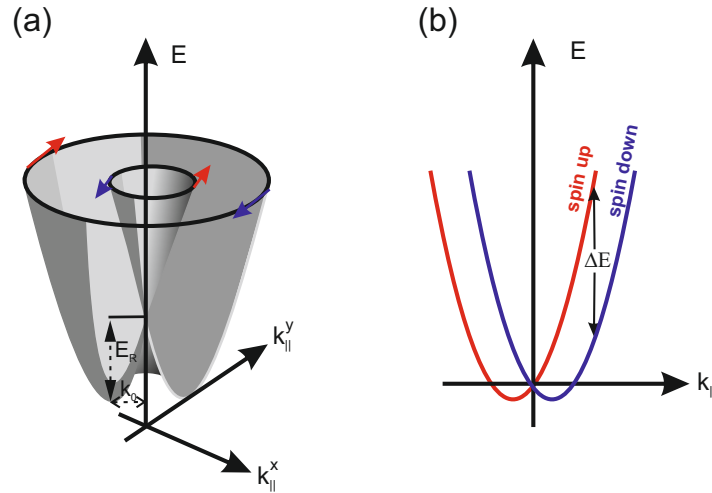 (a)
E
E_R
k_0
k_||^y
k_||^x
(b)
E
spin up
spin down
ΔE
k_|